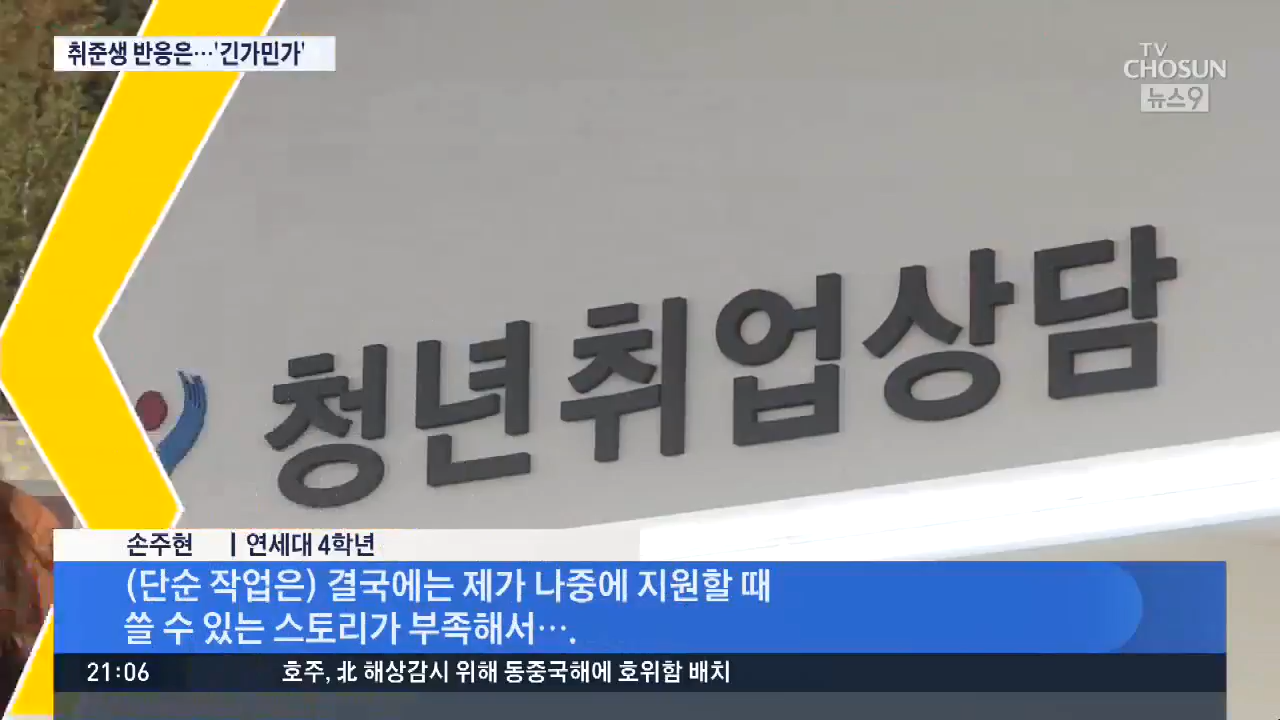 취준생 반응은…'긴가민가'
TV
CHOSUN
뉴스9
청년취업상담
손주현 | 연세대 4학년
(단순 작업은) 결국에는 제가 나중에 지원할 때
쓸 수 있는 스토리가 부족해서….
21:06 호주, 北 해상감시 위해 동중국해에 호위함 배치